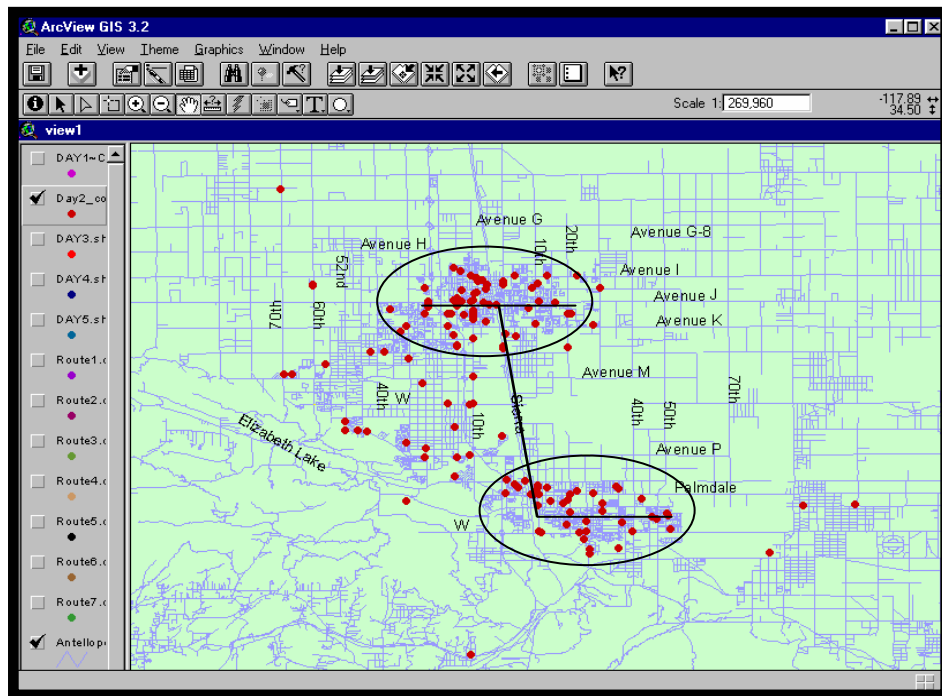 ArcView GIS 3.2
File Edit View Theme Graphics Window Help
Scale 1: 269,960
-117.89
34.50
view1
DAY1~C
Day2_co
DAY3.sh
DAY4.sh
DAY5.sh
Route1.d
Route2.d
Route3.d
Route4.d
Route5.d
Route6.d
Route7.d
Antellope
Avenue G
Avenue G-8
Avenue H
10th
20th
52nd
Avenue I
70th
60th
Avenue J
Avenue K
Avenue M
40th
W
70th
Elizabeth Lake
10th
Sierra
40th
50th
Avenue P
Palmdale
W